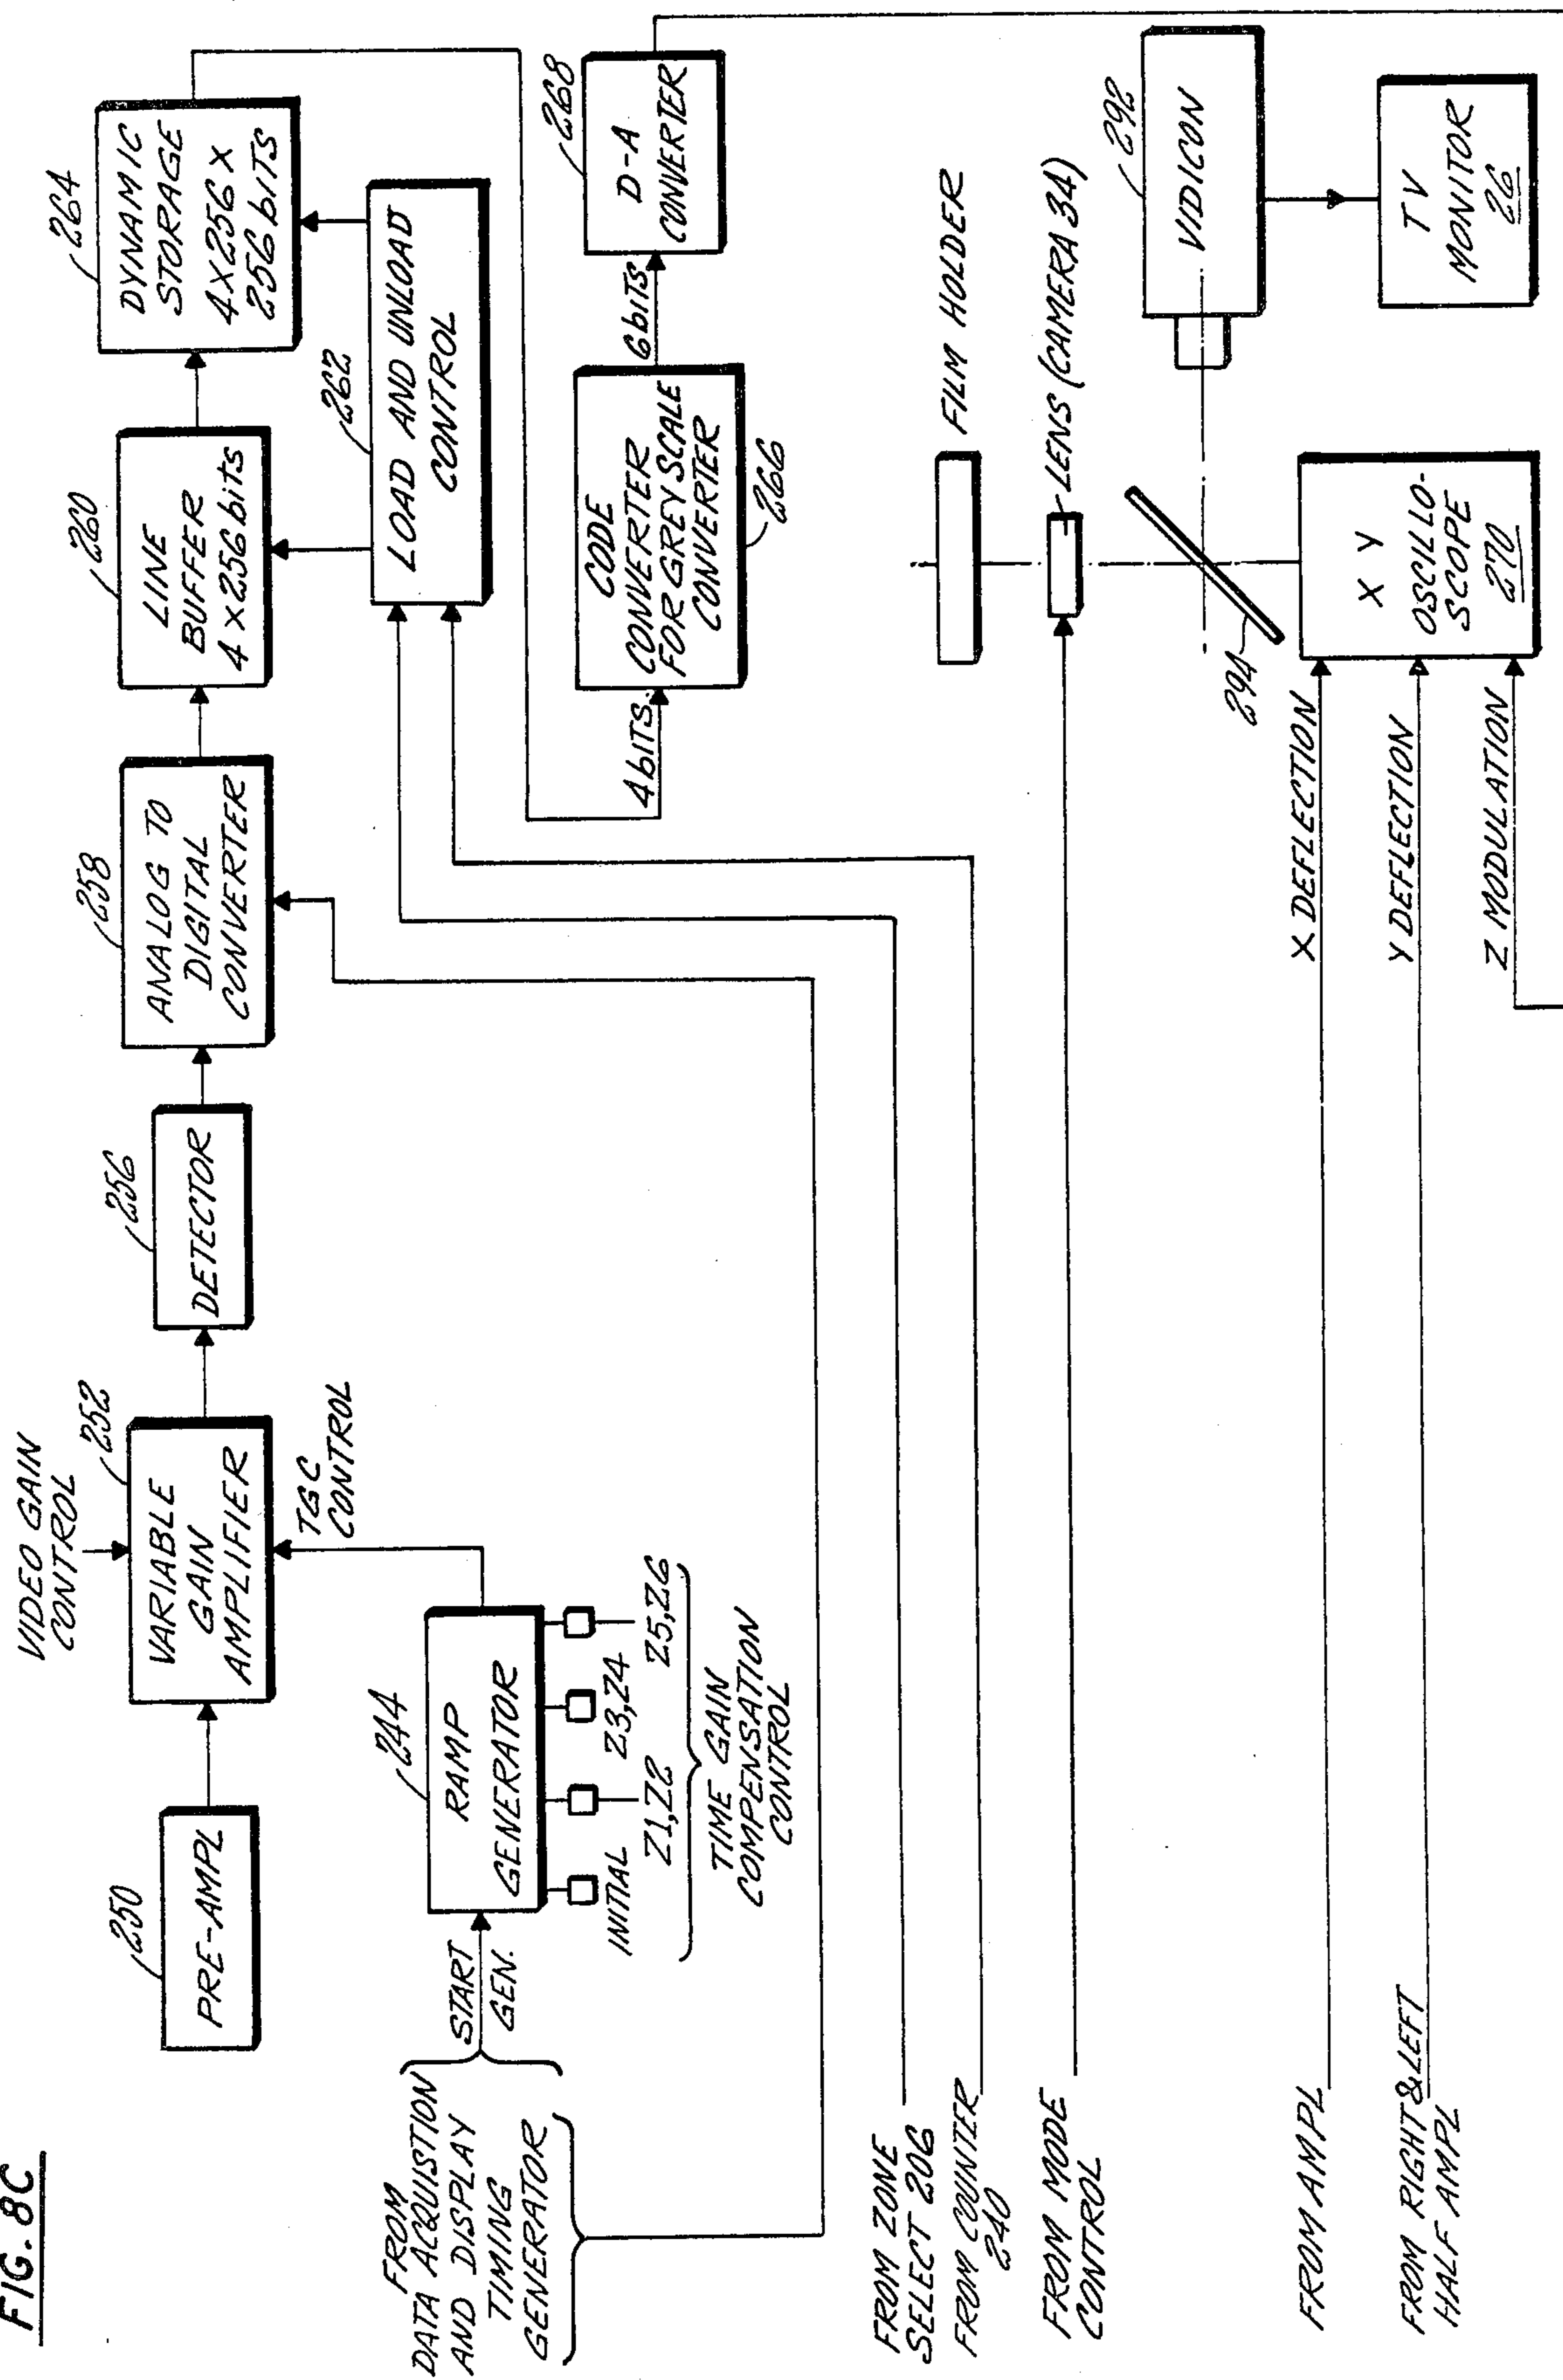 FIG. 8C
VIDEO GAIN
CONTROL
250
PRE-AMPL
252
VARIABLE
GAIN
AMPLIFIER
256
DETECTOR
258
ANALOG TO
DIGITAL
CONVERTER
260
LINE
BUFFER
4 X 256 bits
264
DYNAMIC
STORAGE
4 X 256 X
256 bits
TGC
CONTROL
244
RAMP
GENERATOR
START
GEN.
INITIAL
Z1,Z2
Z3,Z4
Z5,Z6
TIME GAIN
COMPENSATION
CONTROL
262
LOAD AND UNLOAD
CONTROL
FROM
DATA ACQUISTION
AND DISPLAY
TIMING
GENERATOR
4 bits
CODE
CONVERTER
FOR GREY SCALE
CONVERTER
266
6 bits
268
D-A
CONVERTER
FROM ZONE
SELECT 206
FROM COUNTER
240
FROM MODE
CONTROL
FILM HOLDER
LENS (CAMERA 34)
292
VIDICON
294
TV
MONITOR
26
X Y
OSCILLO-
SCOPE
270
FROM AMPL
X DEFLECTION
FROM RIGHT & LEFT
HALF AMPL
Y DEFLECTION
Z MODULATION